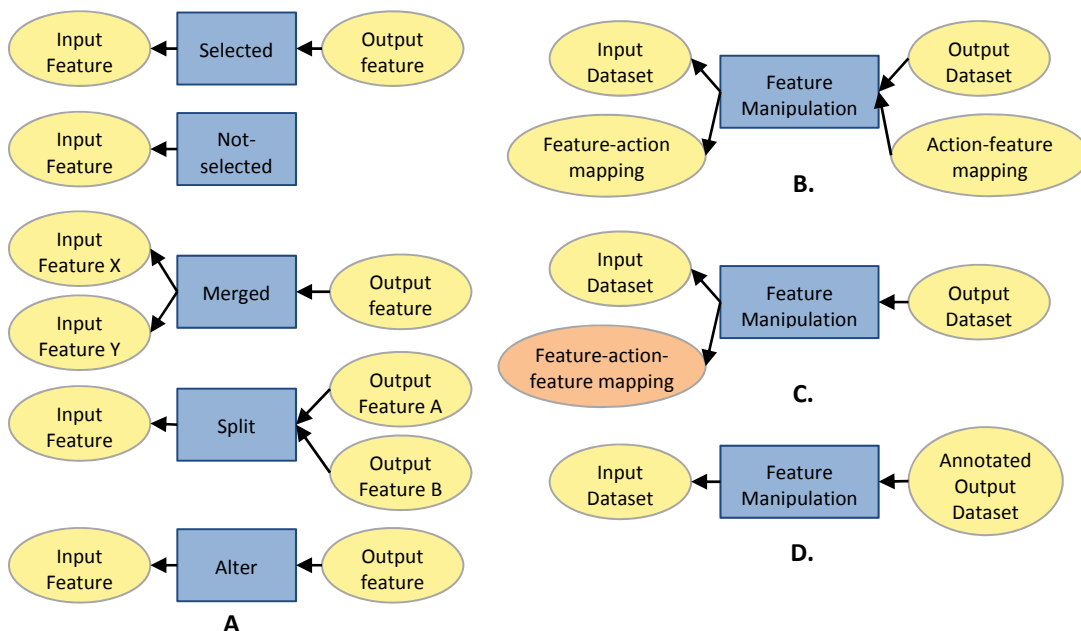 Input
Feature
Selected
Output
feature
Input
Feature
Not-
selected
Input
Feature X
Input
Feature Y
Merged
Output
feature
Input
Feature
Split
Output
Feature A
Output
Feature B
Input
Feature
Alter
Output
feature
A
Input
Dataset
Feature-action
mapping
Feature
Manipulation
Output
Dataset
Action-feature
mapping
B.
Input
Dataset
Feature-action-
feature mapping
Feature
Manipulation
Output
Dataset
C.
Input
Dataset
Feature
Manipulation
Annotated
Output
Dataset
D.